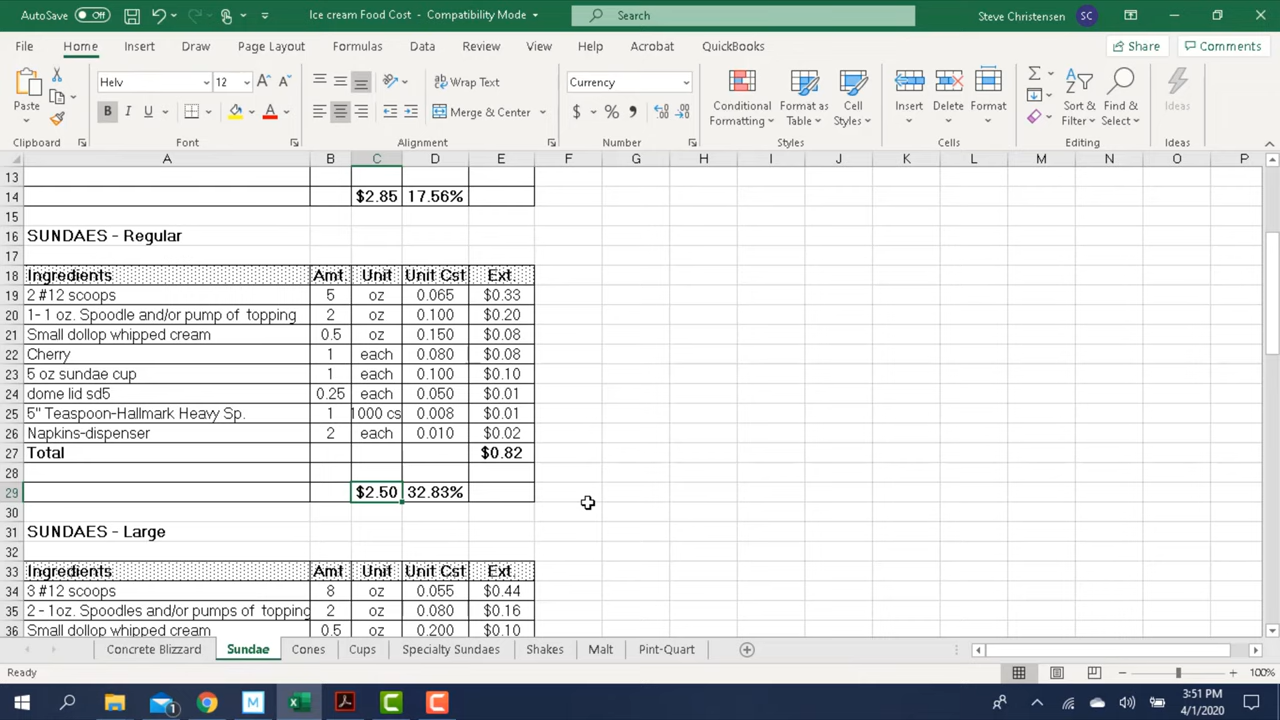 AutoSave Off Ice cream Food Cost - Compatibility Mode Search Steve Christensen SC
File Home Insert Draw Page Layout Formulas Data Review View Help Acrobat QuickBooks Share Comments
Helv 12 Wrap Text Currency
Paste Merge & Center Conditional Formatting Format as Table Cell Styles Insert Delete Format Sort & Filter Find & Select Ideas
Clipboard Font Alignment Number Styles Cells Editing Ideas
A B C D E F G H I J K L M N O P
13
14 $2.85 17.56%
15
16 SUNDAES - Regular
17
18 Ingredients Amt. Unit Unit Cst Ext.
19 2 #12 scoops 5 oz 0.065 $0.33
20 1- 1 oz. Spoodle and/or pump of topping 2 oz 0.100 $0.20
21 Small dollop whipped cream 0.5 oz 0.150 $0.08
22 Cherry 1 each 0.080 $0.08
23 5 oz sundae cup 1 each 0.100 $0.10
24 dome lid sd5 0.25 each 0.050 $0.01
25 5" Teaspoon-Hallmark Heavy Sp. 1 1000 cs 0.008 $0.01
26 Napkins-dispenser 2 each 0.010 $0.02
27 Total $0.82
28
29 $2.50 32.83%
30
31 SUNDAES - Large
32
33 Ingredients Amt. Unit Unit Cst Ext.
34 3 #12 scoops 8 oz 0.055 $0.44
35 2 - 1oz. Spoodles and/or pumps of topping 2 oz 0.080 $0.16
36 Small dollop whipped cream 0.5 oz 0.200 $0.10
Concrete Blizzard Sundae Cones Cups Specialty Sundaes Shakes Malt Pint-Quart
Ready 100%
3:51 PM
4/1/2020